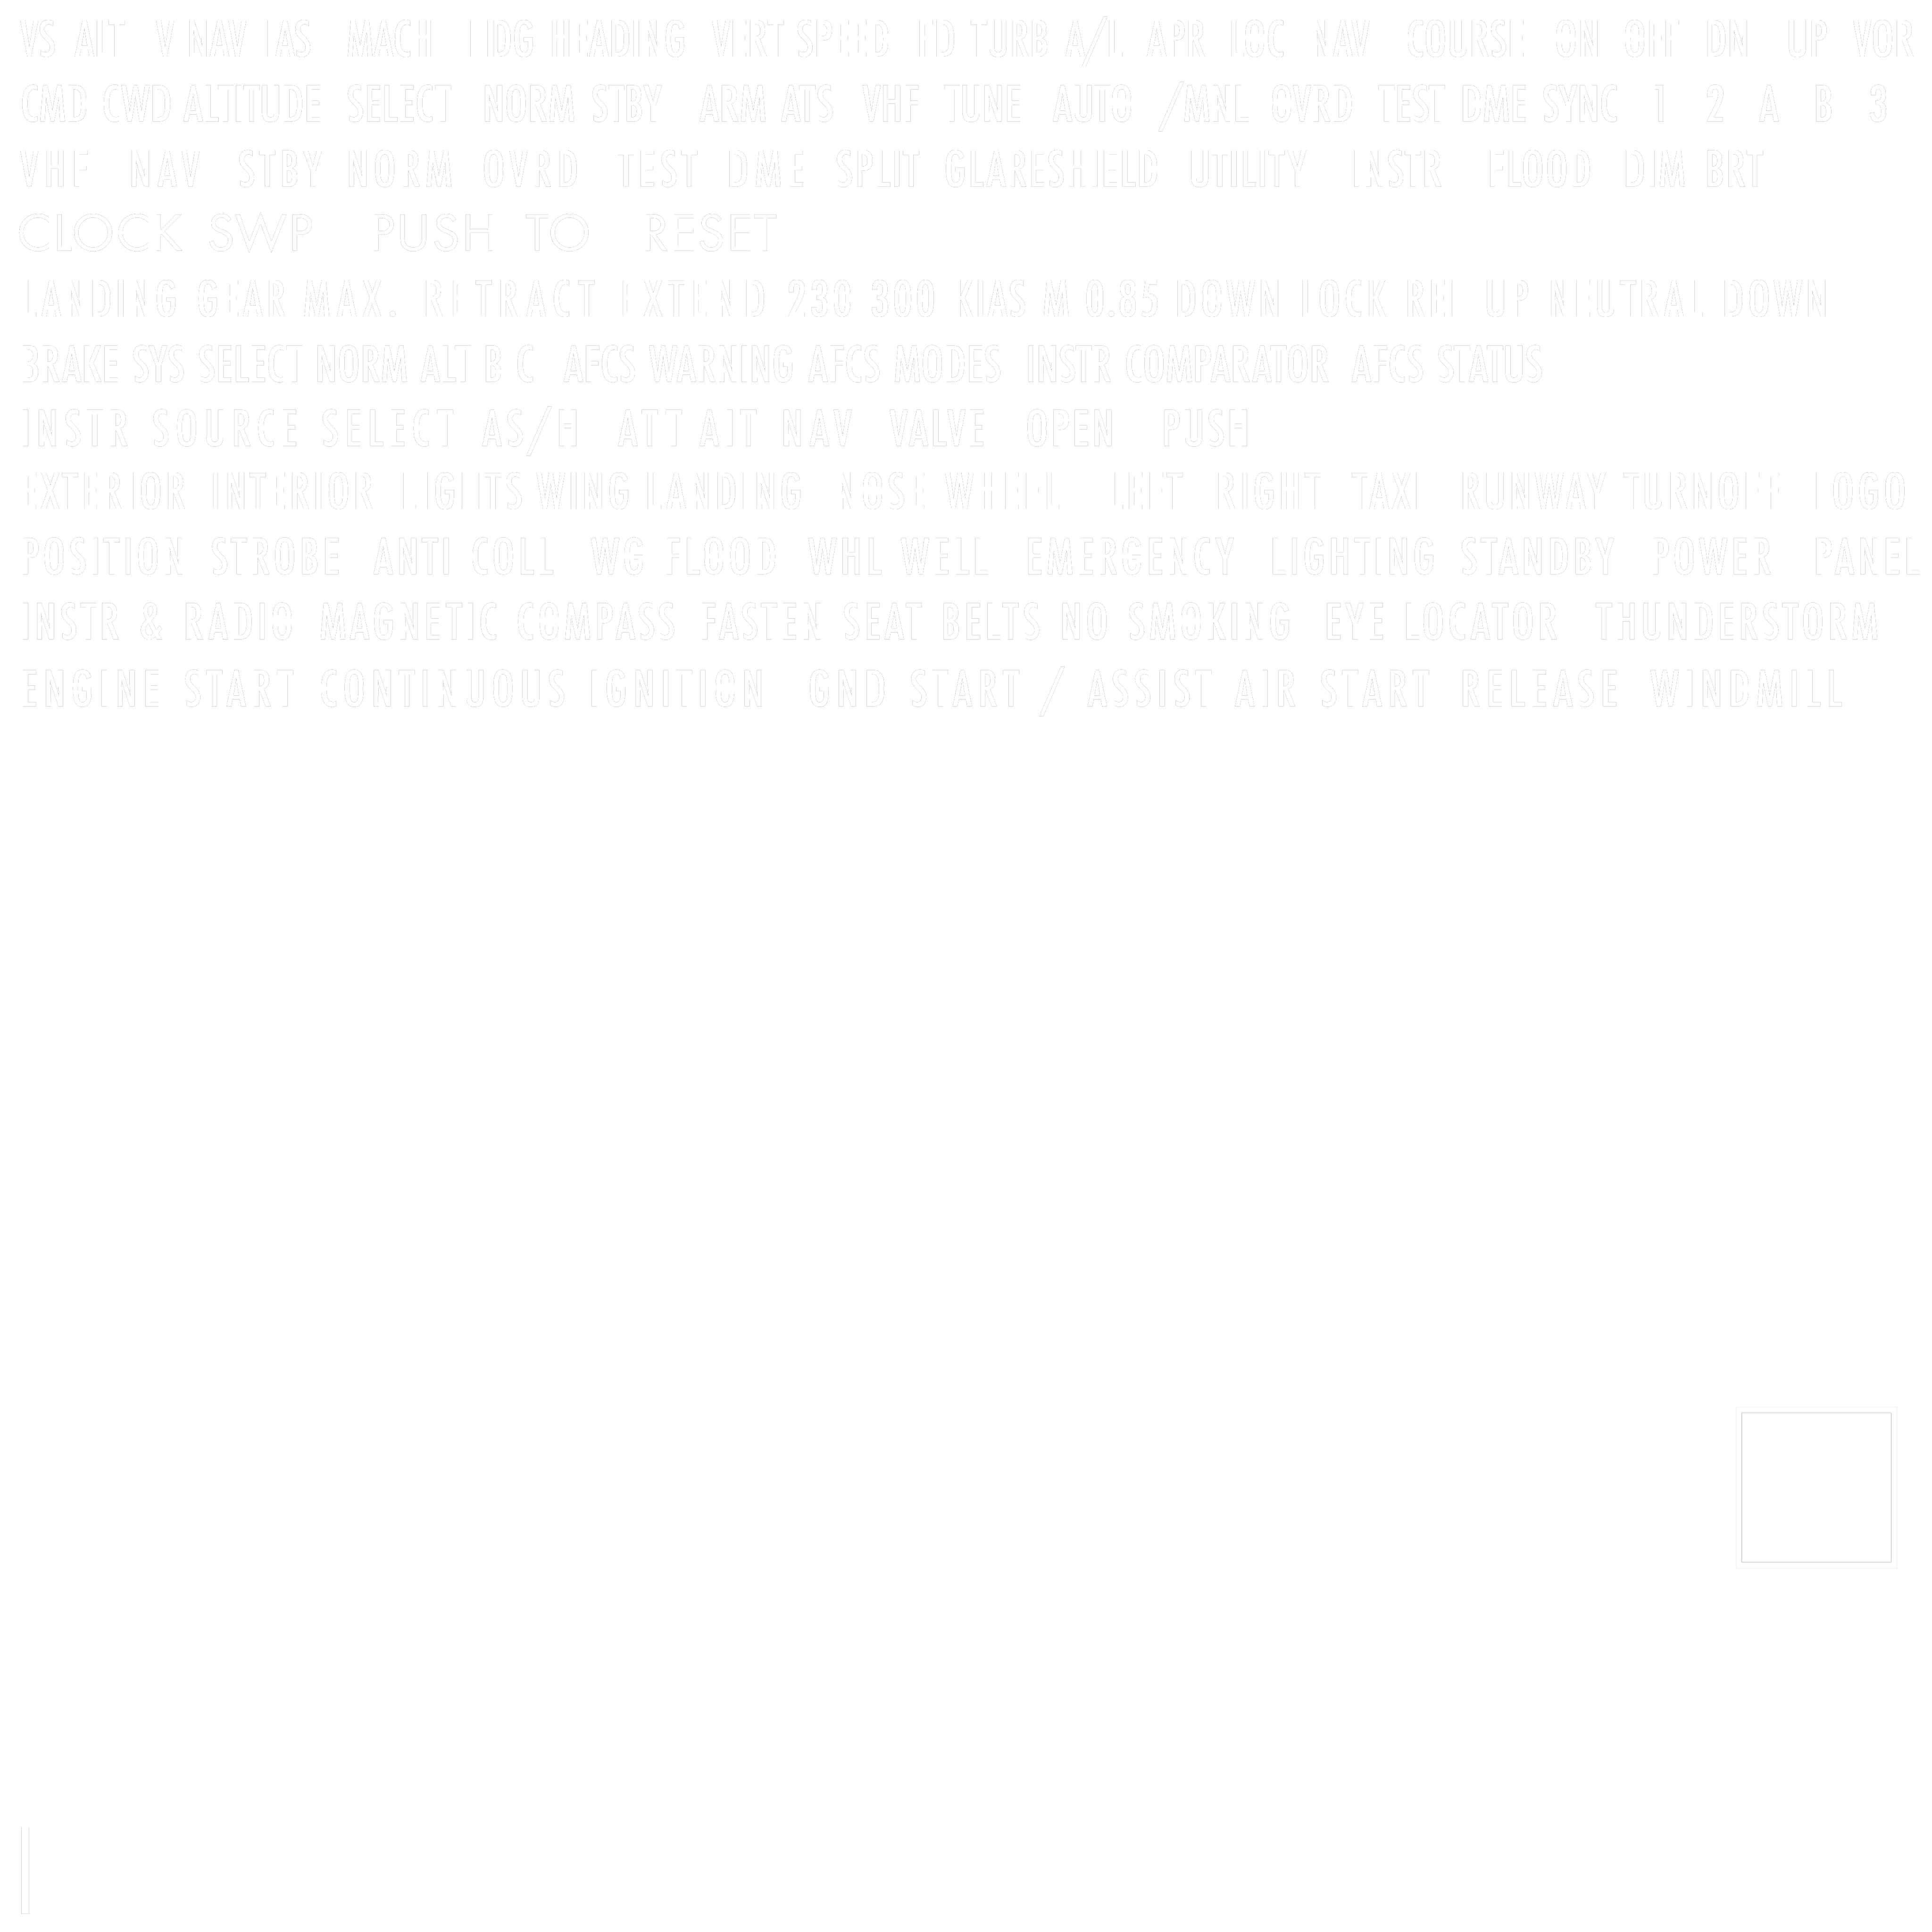 VS ALT V NAV IAS MACH HDG HEADING VERT SPEED FD TURB A/L APR LOC NAV COURSE ON OFF DN UP VOR
CMD CWD ALTITUDE SELECT NORM STBY ARM ATS VHF TUNE AUTO /MNL OVRD TEST DME SYNC 1 2 A B 3
VHF NAV STBY NORM OVRD TEST DME SPLIT GLARESHIELD UTILITY INSTR FLOOD DIM BRT
CLOCK SWP PUSH TO RESET
LANDING GEAR MAX. RETRACT EXTEND 230 300 KIAS M 0.85 DOWN LOCK REL UP NEUTRAL DOWN
BRAKE SYS SELECT NORM ALT B C AFCS WARNING AFCS MODES INSTR COMPARATOR AFCS STATUS
INSTR SOURCE SELECT AS/H ATT ALT NAV VALVE OPEN PUSH
EXTERIOR INTERIOR LIGHTS WING LANDING NOSE WHEEL LEFT RIGHT TAXI RUNWAY TURNOFF LOGO
POSITION STROBE ANTI COLL WG FLOOD WHL WELL EMERGENCY LIGHTING STANDBY POWER PANEL
INSTR & RADIO MAGNETIC COMPASS FASTEN SEAT BELTS NO SMOKING EYE LOCATOR THUNDERSTORM
ENGINE START CONTINUOUS IGNITION GND START / ASSIST AIR START RELEASE WINDMILL